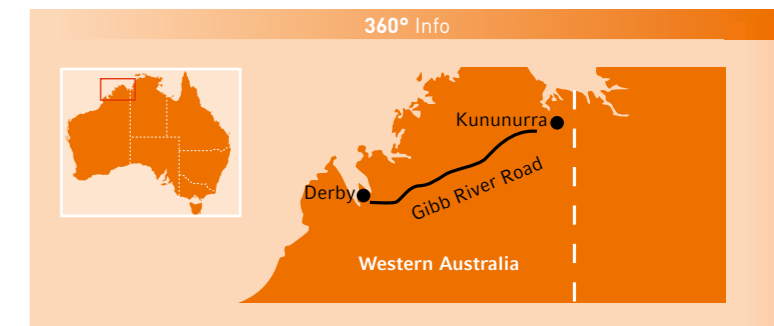 360° Info
Kununurra
Derby
Gibb River Road
Western Australia